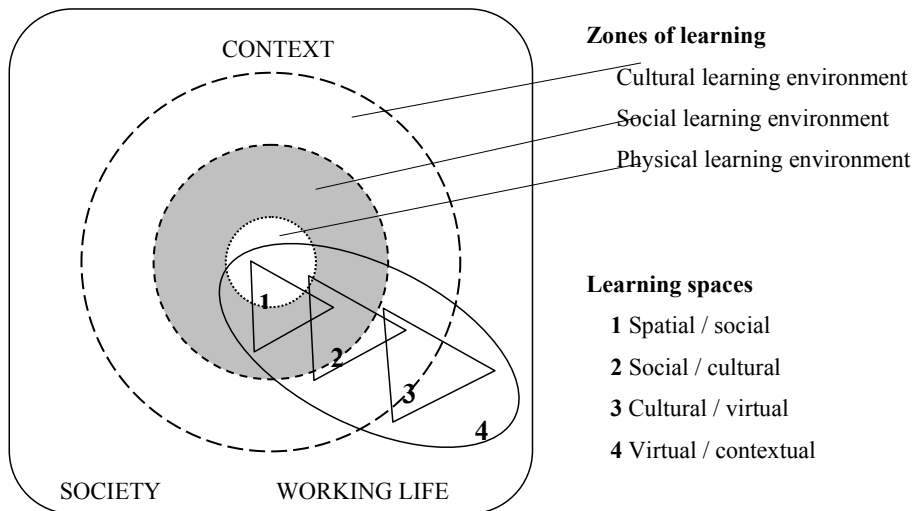 CONTEXT
1
2
3
4
SOCIETY
WORKING LIFE
Zones of learning
Cultural learning environment
Social learning environment
Physical learning environment
Learning spaces
1 Spatial / social
2 Social / cultural
3 Cultural / virtual
4 Virtual / contextual